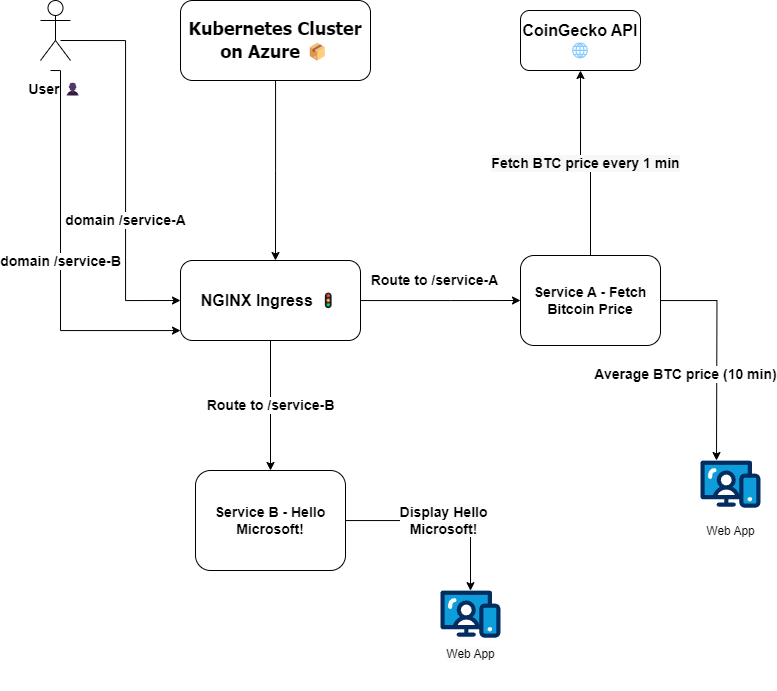 Kubernetes Cluster
on Azure 📦
CoinGecko API
🌐
User 👤
Fetch BTC price every 1 min
domain /service-A
domain /service-B
NGINX Ingress 🚦
Route to /service-A
Service A - Fetch
Bitcoin Price
Average BTC price (10 min)
Route to /service-B
Service B - Hello
Microsoft!
Display Hello
Microsoft!
Web App
Web App